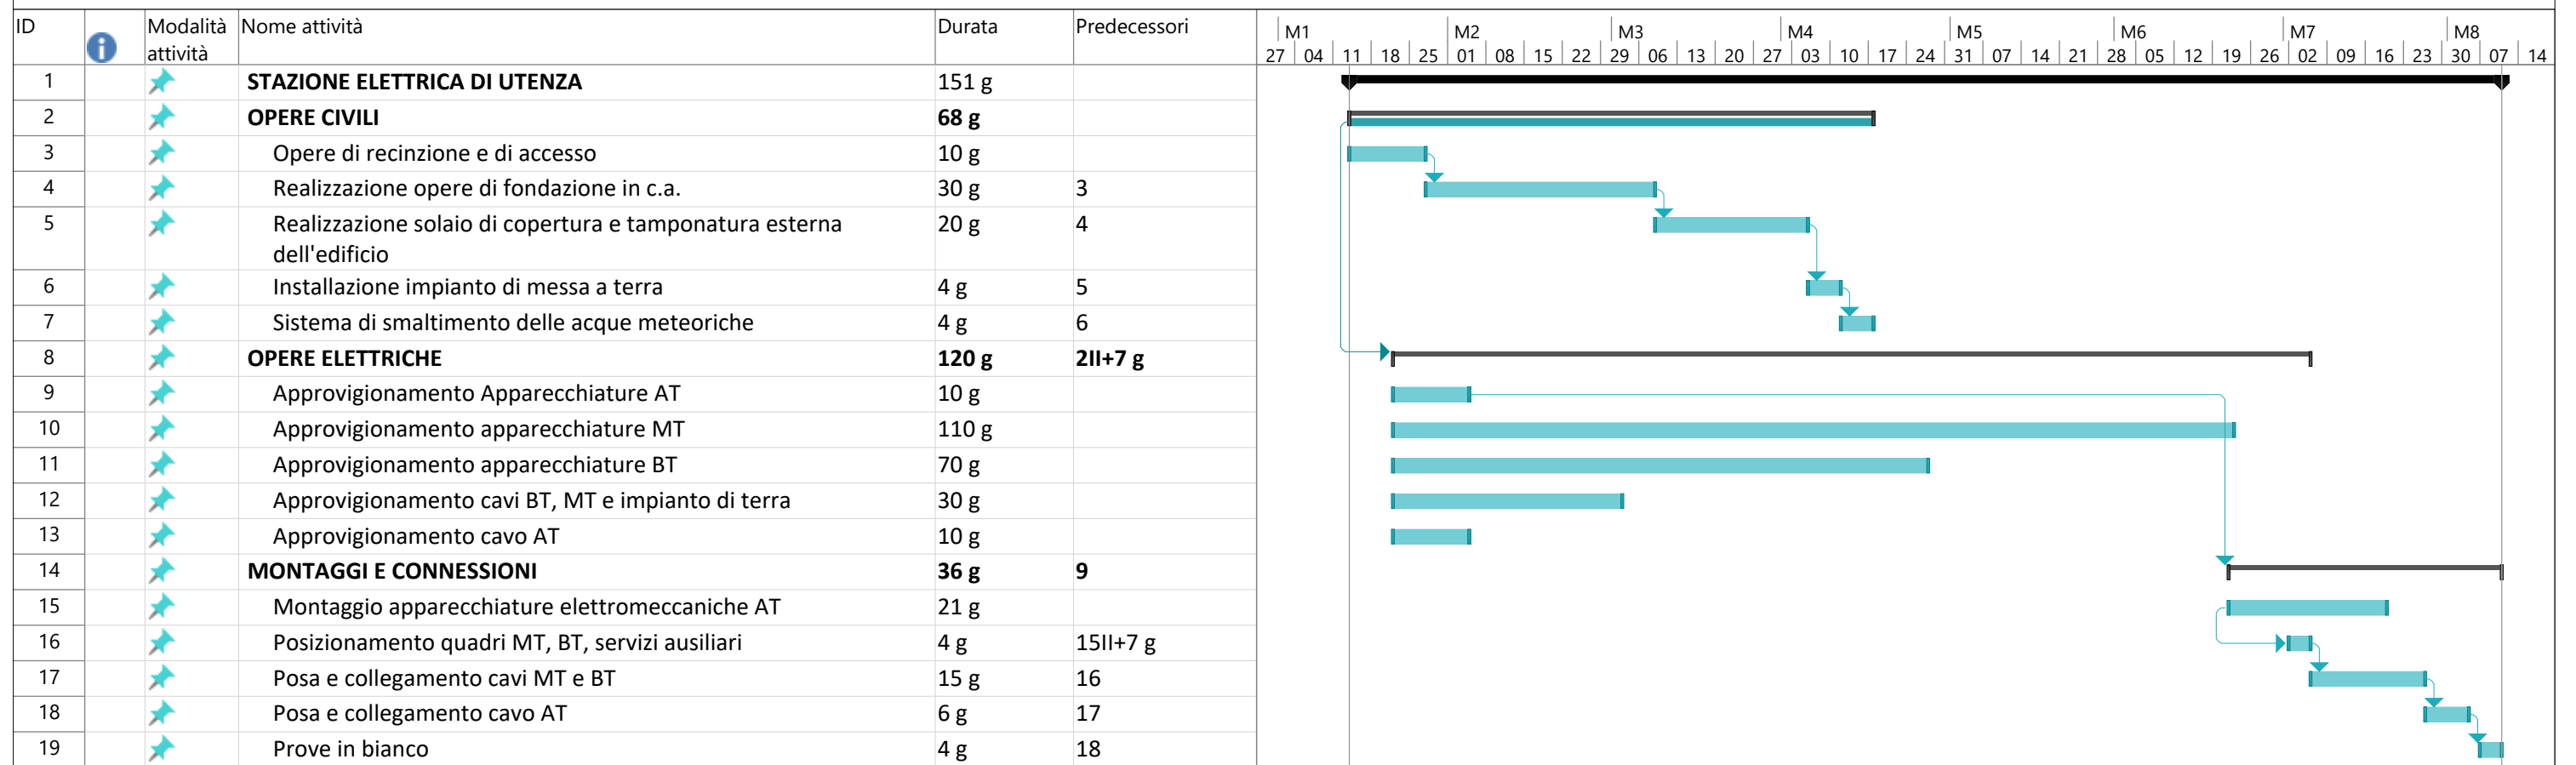 ID Modalità attività Nome attività Durata Predecessori
M1 M2 M3 M4 M5 M6 M7 M8
27 04 11 18 25 01 08 15 22 29 06 13 20 27 03 10 17 24 31 07 14 21 28 05 12 19 26 02 09 16 23 30 07 14
1 STAZIONE ELETTRICA DI UTENZA 151 g
2 OPERE CIVILI 68 g
3 Opere di recinzione e di accesso 10 g
4 Realizzazione opere di fondazione in c.a. 30 g 3
5 Realizzazione solaio di copertura e tamponatura esterna 20 g 4
dell'edificio
6 Installazione impianto di messa a terra 4 g 5
7 Sistema di smaltimento delle acque meteoriche 4 g 6
8 OPERE ELETTRICHE 120 g 2II+7 g
9 Approvigionamento Apparecchiature AT 10 g
10 Approvigionamento apparecchiature MT 110 g
11 Approvigionamento apparecchiature BT 70 g
12 Approvigionamento cavi BT, MT e impianto di terra 30 g
13 Approvigionamento cavo AT 10 g
14 MONTAGGI E CONNESSIONI 36 g 9
15 Montaggio apparecchiature elettromeccaniche AT 21 g
16 Posizionamento quadri MT, BT, servizi ausiliari 4 g 15II+7 g
17 Posa e collegamento cavi MT e BT 15 g 16
18 Posa e collegamento cavo AT 6 g 17
19 Prove in bianco 4 g 18